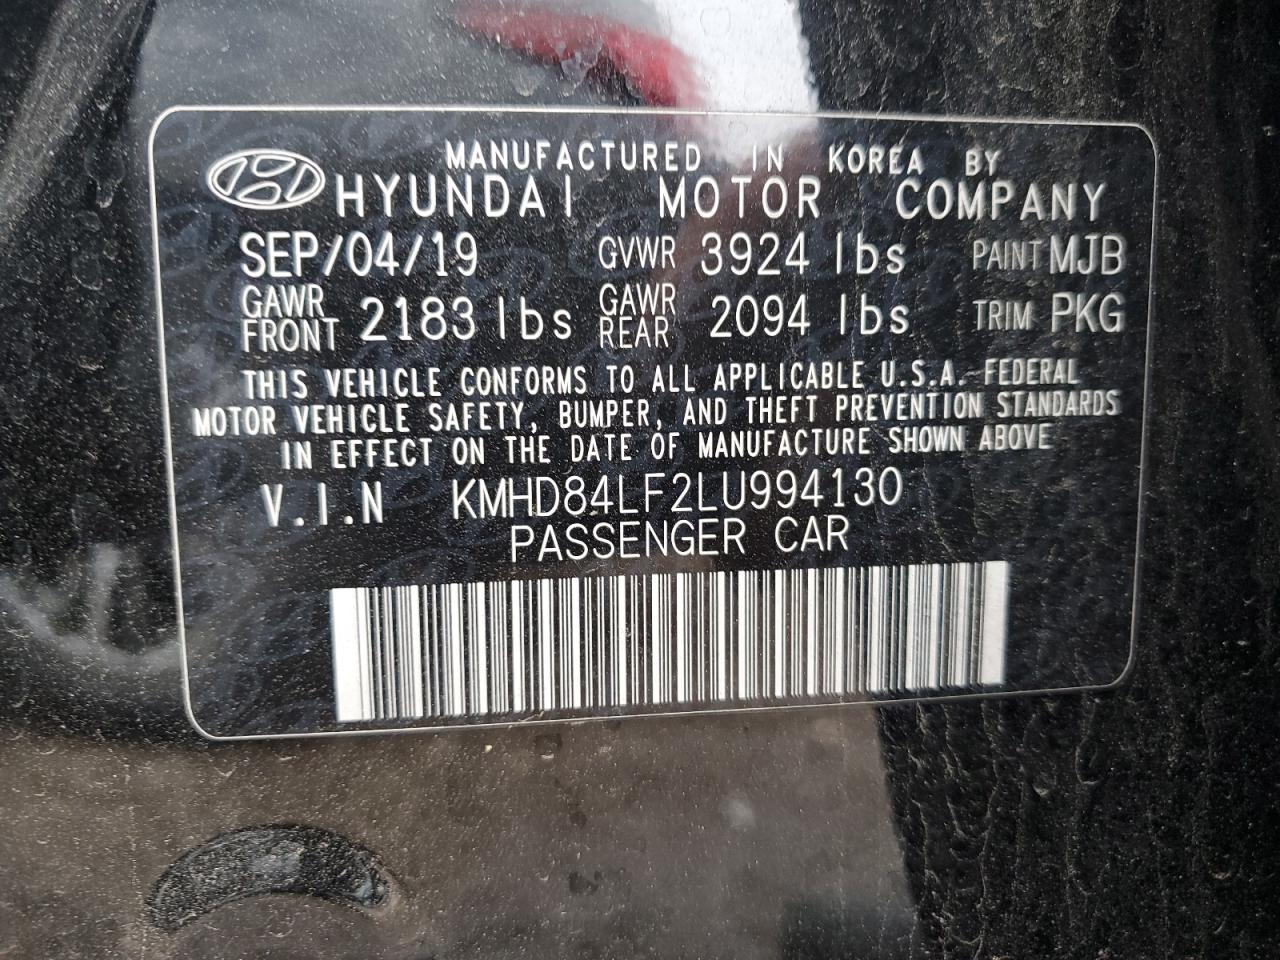 MANUFACTURED IN KOREA BY
HYUNDAI MOTOR COMPANY
SEP/04/19 GVWR 3924 lbs PAINT MJB
GAWR FRONT 2183 lbs GAWR REAR 2094 lbs TRIM PKG
THIS VEHICLE CONFORMS TO ALL APPLICABLE U.S.A. FEDERAL
MOTOR VEHICLE SAFETY, BUMPER, AND THEFT PREVENTION STANDARDS
IN EFFECT ON THE DATE OF MANUFACTURE SHOWN ABOVE
V.I.N KMHD84LF2LU994130
PASSENGER CAR